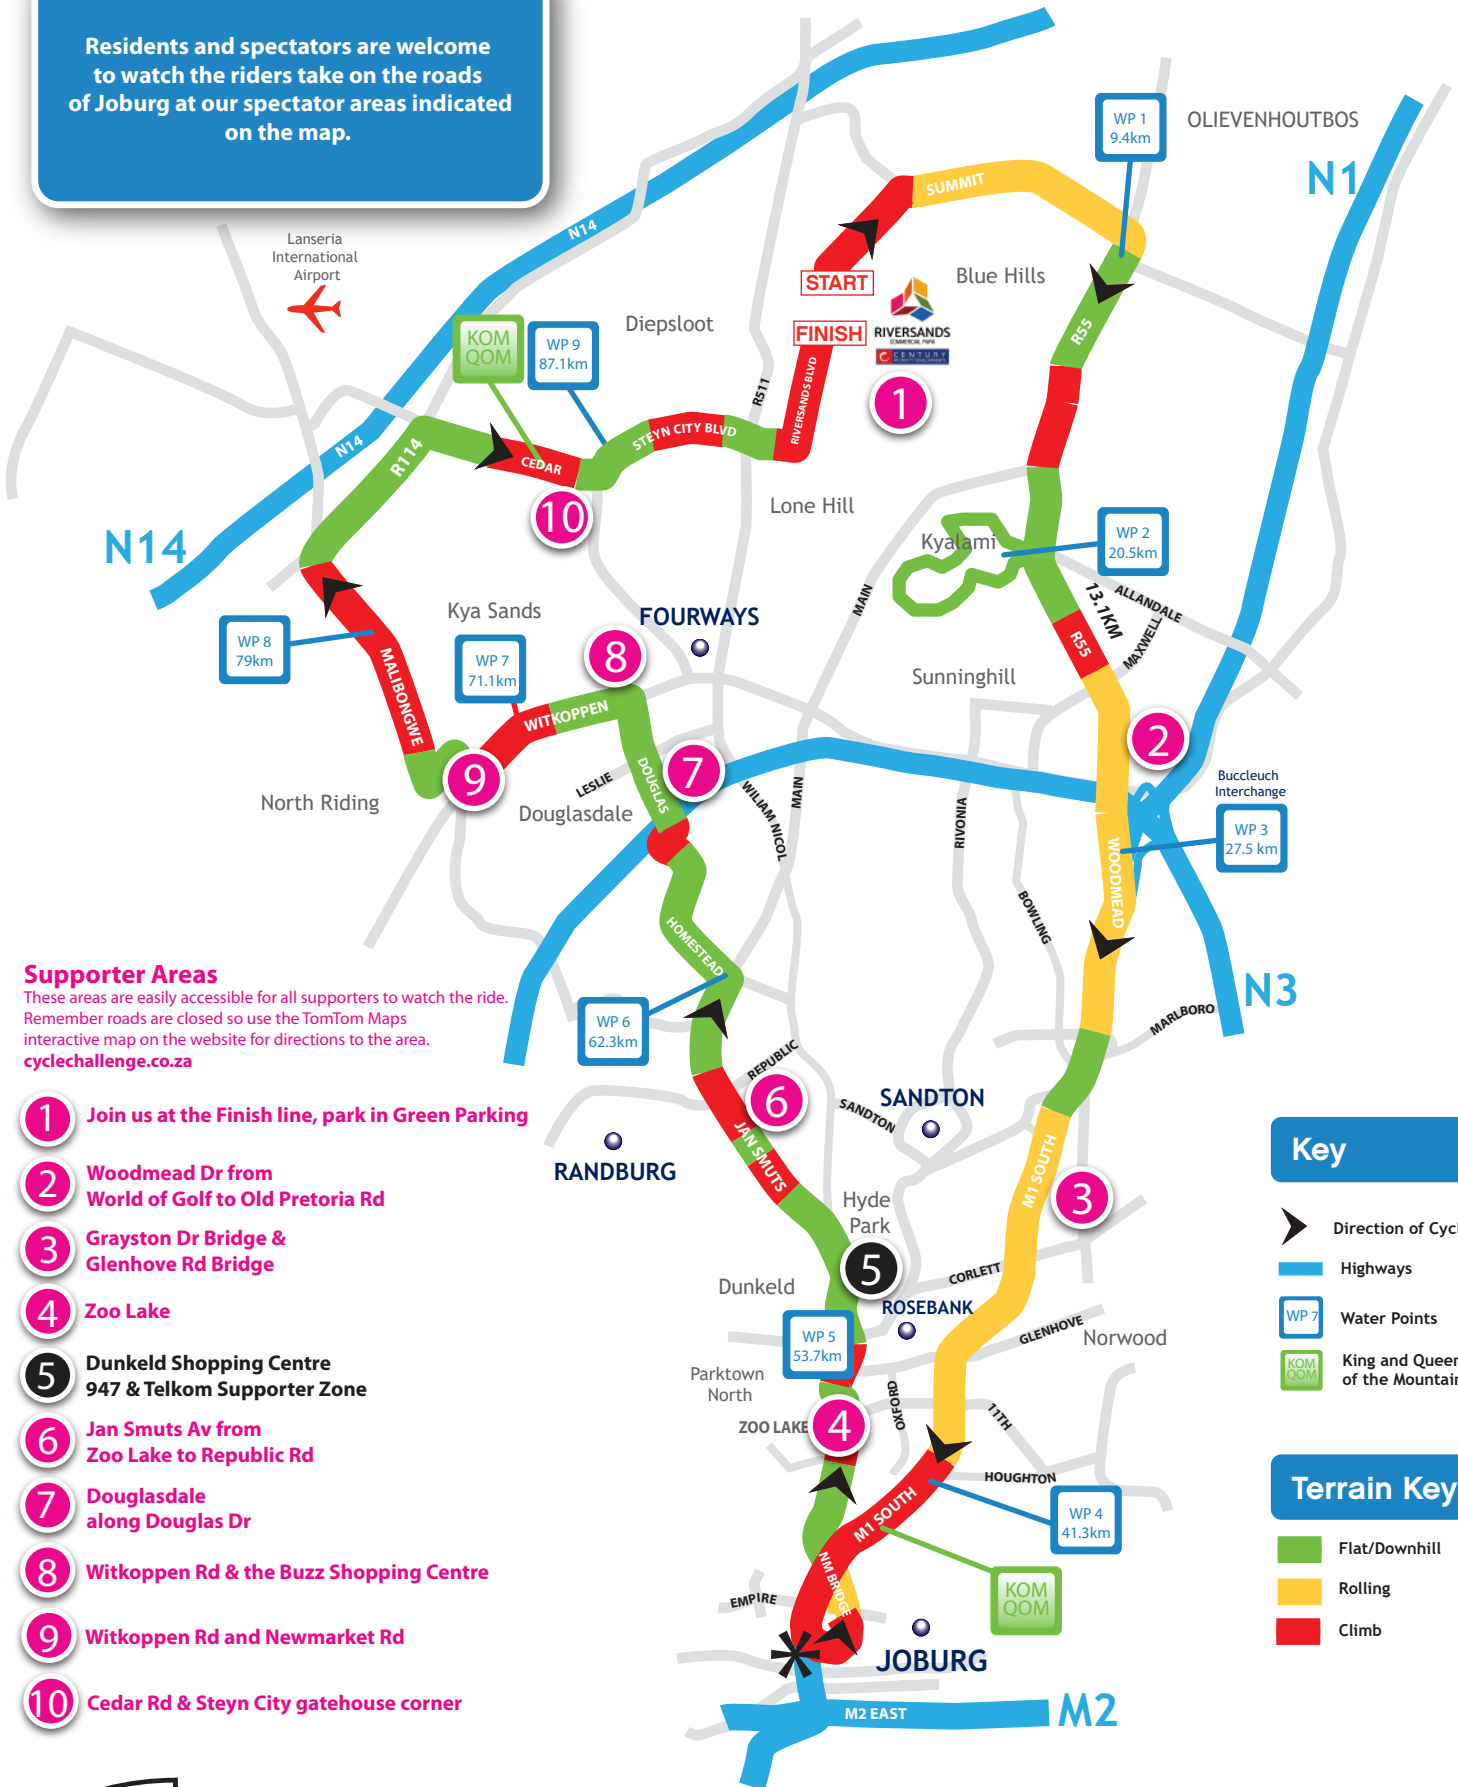 Residents and spectators are welcome
to watch the riders take on the roads
of Joburg at our spectator areas indicated
on the map.
WP 1
9.4km
OLIEVENHOUTBOS
N1
SUMMIT
N14
Lanseria
International
Airport
START
Blue Hills
FINISH
RIVERSANDS
COMMERCIAL PARK
CENTURY
Diepsloot
KOM
QOM
WP 9
87.1km
R55
R511
RIVERSANDS BLVD
1
STEYN CITY BLVD
N14
R114
CEDAR
10
Lone Hill
N14
Kyalami
WP 2
20.5km
13.1KM
ALLANDALE
MAXWELL
R55
MAIN
Kya Sands
FOURWAYS
WP 8
79km
WP 7
71.1km
8
Sunninghill
MALIBONGWE
WITKOPPEN
2
9
DOUGLAS
7
LESLIE
North Riding
Douglasdale
WILIAM NICOL
MAIN
RIVONIA
Buccleuch
Interchange
WP 3
27.5 km
WOODMEAD
BOWLING
HOMESTEAD
N3
MARLBORO
WP 6
62.3km
REPUBLIC
6
SANDTON
SANDTON
RANDBURG
JAN SMUTS
M1 SOUTH
3
Hyde
Park
5
CORLETT
Dunkeld
ROSEBANK
GLENHOVE
Norwood
WP 5
53.7km
Parktown
North
OXFORD
11TH
ZOO LAKE
4
HOUGHTON
M1 SOUTH
WP 4
41.3km
NM BRIDGE
EMPIRE
KOM
QOM
JOBURG
M2 EAST
M2
Supporter Areas
These areas are easily accessible for all supporters to watch the ride.
Remember roads are closed so use the TomTom Maps
interactive map on the website for directions to the area.
cyclechallenge.co.za
1 Join us at the Finish line, park in Green Parking
2 Woodmead Dr from
World of Golf to Old Pretoria Rd
3 Grayston Dr Bridge &
Glenhove Rd Bridge
4 Zoo Lake
5 Dunkeld Shopping Centre
947 & Telkom Supporter Zone
6 Jan Smuts Av from
Zoo Lake to Republic Rd
7 Douglasdale
along Douglas Dr
8 Witkoppen Rd & the Buzz Shopping Centre
9 Witkoppen Rd and Newmarket Rd
10 Cedar Rd & Steyn City gatehouse corner
Key
Direction of Cycl
Highways
WP 7 Water Points
KOM
QOM
King and Queen
of the Mountain
Terrain Key
Flat/Downhill
Rolling
Climb